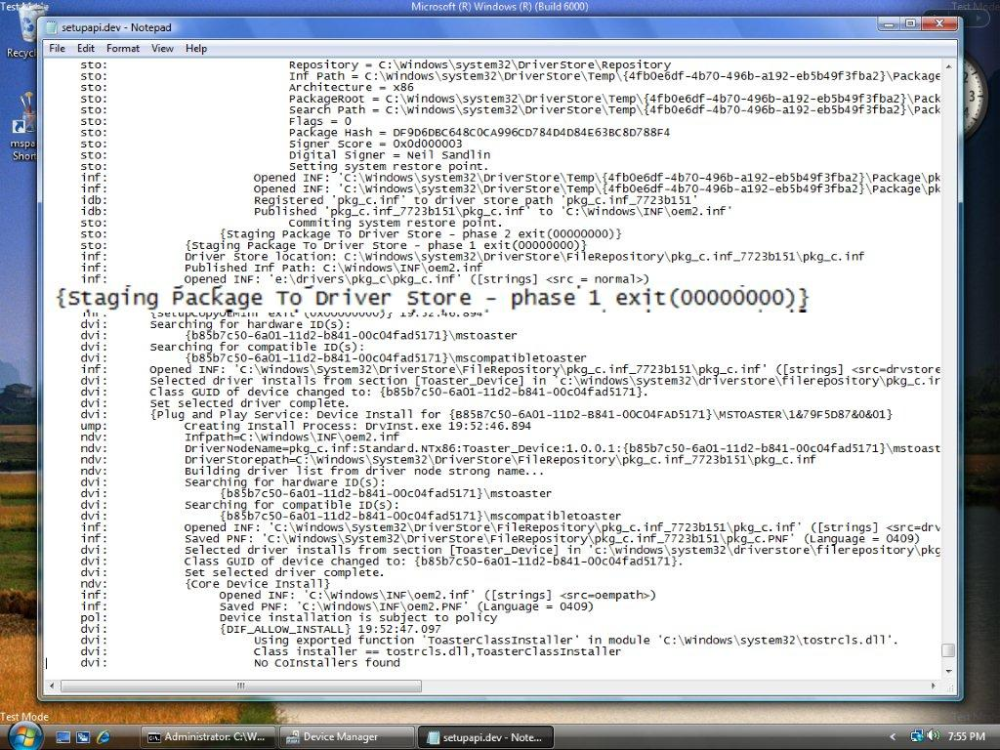 Test Mode
Microsoft (R) Windows (R) (Build 6000)
Test Mode
setupapi.dev - Notepad
File Edit Format View Help
sto: Repository = C:\Windows\system32\DriverStore\Repository
sto: Inf Path = C:\Windows\system32\DriverStore\Temp\{4fb0e6df-4b70-496b-a192-eb5b49f3fba2}\Package
sto: Architecture = x86
sto: PackageRoot = C:\Windows\system32\DriverStore\Temp\{4fb0e6df-4b70-496b-a192-eb5b49f3fba2}\Pack
sto: Search Path = C:\Windows\system32\DriverStore\Temp\{4fb0e6df-4b70-496b-a192-eb5b49f3fba2}\Pack
sto: Flags = 0
sto: Package Hash = DF9D6DBC648C0CA996CD784D4D84E63BC8D788F4
sto: Signer Score = 0x0d000003
sto: Digital Signer = Neil Sandlin
sto: Setting system restore point.
inf: Opened INF: 'C:\Windows\system32\DriverStore\Temp\{4fb0e6df-4b70-496b-a192-eb5b49f3fba2}\Package\pk
inf: Opened INF: 'C:\Windows\system32\DriverStore\Temp\{4fb0e6df-4b70-496b-a192-eb5b49f3fba2}\Package\pk
idb: Registered 'pkg_c.inf' to driver store path 'pkg_c.inf_7723b151'
idb: Published 'pkg_c.inf_7723b151\pkg_c.inf' to 'C:\Windows\INF\oem2.inf'
sto: Commiting system restore point.
sto: {Staging Package To Driver Store - phase 2 exit(00000000)}
sto: {Staging Package To Driver Store - phase 1 exit(00000000)}
inf: Driver Store location: C:\Windows\System32\DriverStore\FileRepository\pkg_c.inf_7723b151\pkg_c.inf
inf: Published Inf Path: C:\Windows\INF\oem2.inf
inf: Opened INF: 'e:\drivers\pkg_c\pkg_c.inf' ([strings] <src = normal>)
{Staging Package To Driver Store - phase 1 exit(00000000)}
inf: {SetupCopyOEMInf exit (0x00000000)} 19:52:46.894
dvi: Searching for hardware ID(s):
dvi: {b85b7c50-6a01-11d2-b841-00c04fad5171}\mstoaster
dvi: Searching for compatible ID(s):
dvi: {b85b7c50-6a01-11d2-b841-00c04fad5171}\mscompatibletoaster
inf: Opened INF: 'C:\Windows\System32\DriverStore\FileRepository\pkg_c.inf_7723b151\pkg_c.inf' ([strings] <src=drvstore
dvi: Selected driver installs from section [Toaster_Device] in 'c:\windows\system32\driverstore\filerepository\pkg_c.in
dvi: Class GUID of device changed to: {b85b7c50-6a01-11d2-b841-00c04fad5171}.
dvi: Set selected driver complete.
dvi: {Plug and Play Service: Device Install for {B85B7C50-6A01-11D2-B841-00C04FAD5171}\MSTOASTER\1&79F5D87&0&01}
ump: Creating Install Process: DrvInst.exe 19:52:46.894
ndv: Infpath=C:\Windows\INF\oem2.inf
ndv: DriverNodeName=pkg_c.inf:Standard.NTx86:Toaster_Device:1.0.0.1:{b85b7c50-6a01-11d2-b841-00c04fad5171}\mstoast
ndv: DriverStorepath=C:\Windows\System32\DriverStore\FileRepository\pkg_c.inf_7723b151\pkg_c.inf
ndv: Building driver list from driver node strong name...
dvi: Searching for hardware ID(s):
dvi: {b85b7c50-6a01-11d2-b841-00c04fad5171}\mstoaster
dvi: Searching for compatible ID(s):
dvi: {b85b7c50-6a01-11d2-b841-00c04fad5171}\mscompatibletoaster
inf: Opened INF: 'C:\Windows\System32\DriverStore\FileRepository\pkg_c.inf_7723b151\pkg_c.inf' ([strings] <src=drv
inf: Saved PNF: 'C:\Windows\System32\DriverStore\FileRepository\pkg_c.inf_7723b151\pkg_c.PNF' (Language = 0409)
dvi: Selected driver installs from section [Toaster_Device] in 'c:\windows\system32\driverstore\filerepository\pkg
dvi: Class GUID of device changed to: {b85b7c50-6a01-11d2-b841-00c04fad5171}.
dvi: Set selected driver complete.
ndv: {Core Device Install}
inf: Opened INF: 'C:\Windows\INF\oem2.inf' ([strings] <src=oempath>)
inf: Saved PNF: 'C:\Windows\INF\oem2.PNF' (Language = 0409)
pol: Device installation is subject to policy
dvi: {DIF_ALLOW_INSTALL} 19:52:47.097
dvi: Using exported function 'ToasterClassInstaller' in module 'C:\Windows\system32\tostrcls.dll'.
dvi: Class installer == tostrcls.dll,ToasterClassInstaller
dvi: No CoInstallers found
Recyc
mspa
Short
Test Mode
Administrator: C:\W...
Device Manager
setupapi.dev - Note...
7:55 PM